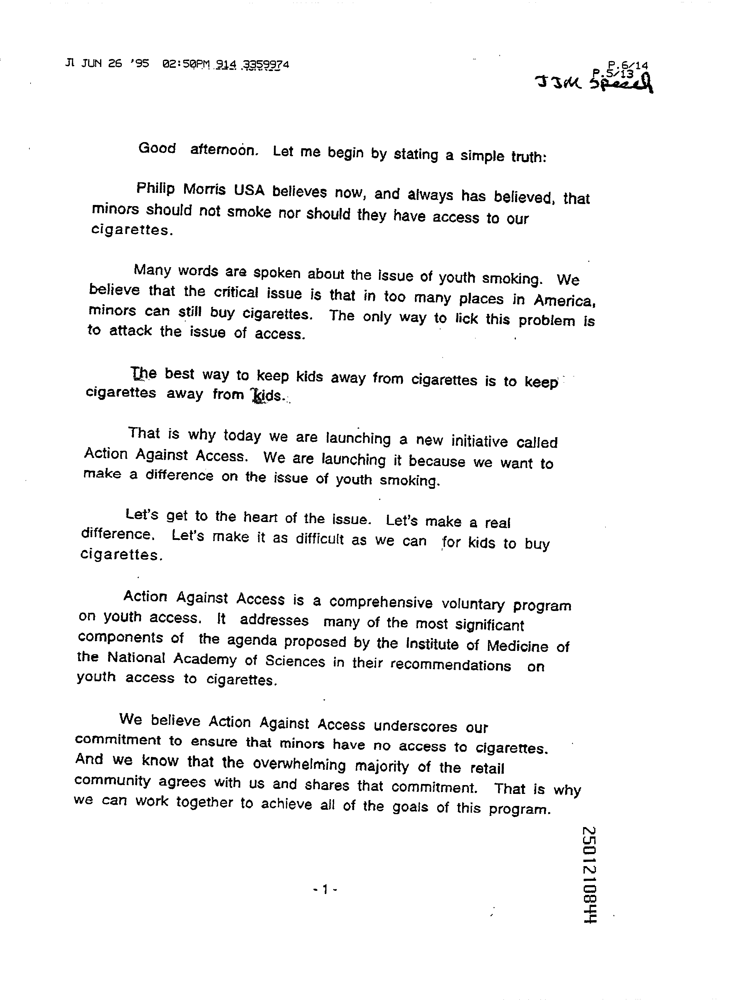 JI JUN 26 '95 02:50PM 914 3359974
P.6/14
P.5/13
JJM Speech
Good afternoon. Let me begin by stating a simple truth:
Philip Morris USA believes now, and always has believed, that
minors should not smoke nor should they have access to our
cigarettes.
Many words are spoken about the issue of youth smoking. We
believe that the critical issue is that in too many places in America,
minors can still buy cigarettes. The only way to lick this problem is
to attack the issue of access.
The best way to keep kids away from cigarettes is to keep
cigarettes away from kids.
That is why today we are launching a new initiative called
Action Against Access. We are launching it because we want to
make a difference on the issue of youth smoking.
Let's get to the heart of the issue. Let's make a real
difference. Let's make it as difficult as we can for kids to buy
cigarettes.
Action Against Access is a comprehensive voluntary program
on youth access. It addresses many of the most significant
components of the agenda proposed by the Institute of Medicine of
the National Academy of Sciences in their recommendations on
youth access to cigarettes.
We believe Action Against Access underscores our
commitment to ensure that minors have no access to cigarettes.
And we know that the overwhelming majority of the retail
community agrees with us and shares that commitment. That is why
we can work together to achieve all of the goals of this program.
- 1 -
2501210844